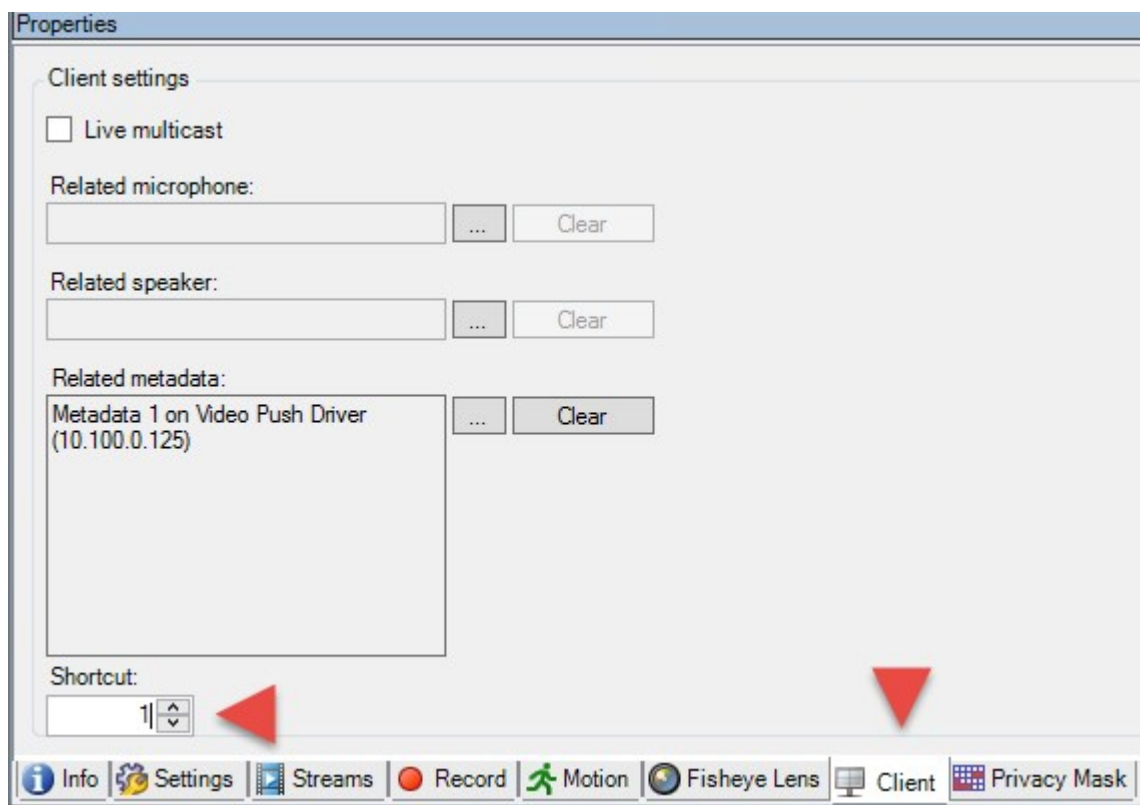 Properties
Client settings
Live multicast
Related microphone:
... Clear
Related speaker:
... Clear
Related metadata:
Metadata 1 on Video Push Driver
(10.100.0.125)
... Clear
Shortcut:
1
Info Settings Streams Record Motion Fisheye Lens Client Privacy Mask